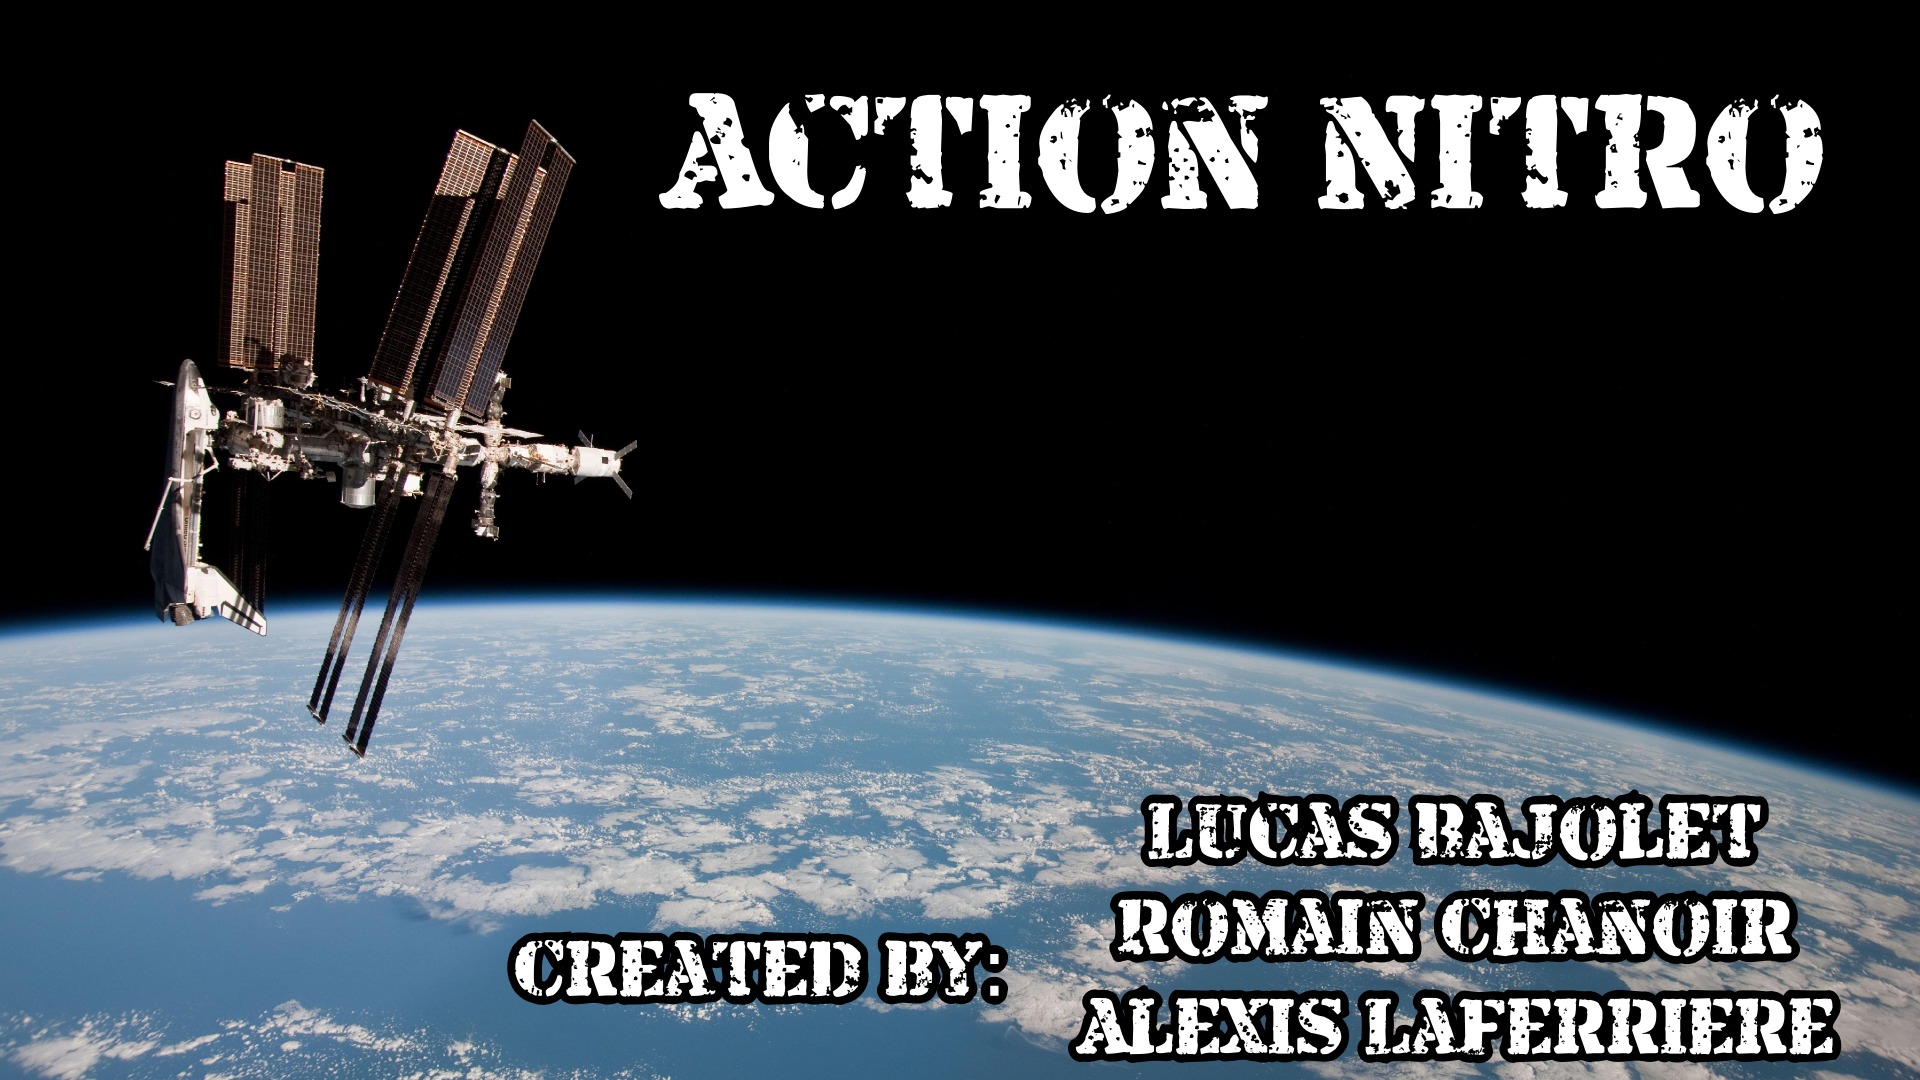 ACTION NITRO
CREATED BY:
LUCAS BAJOLET
ROMAIN CHANOIR
ALEXIS LAFERRIERE